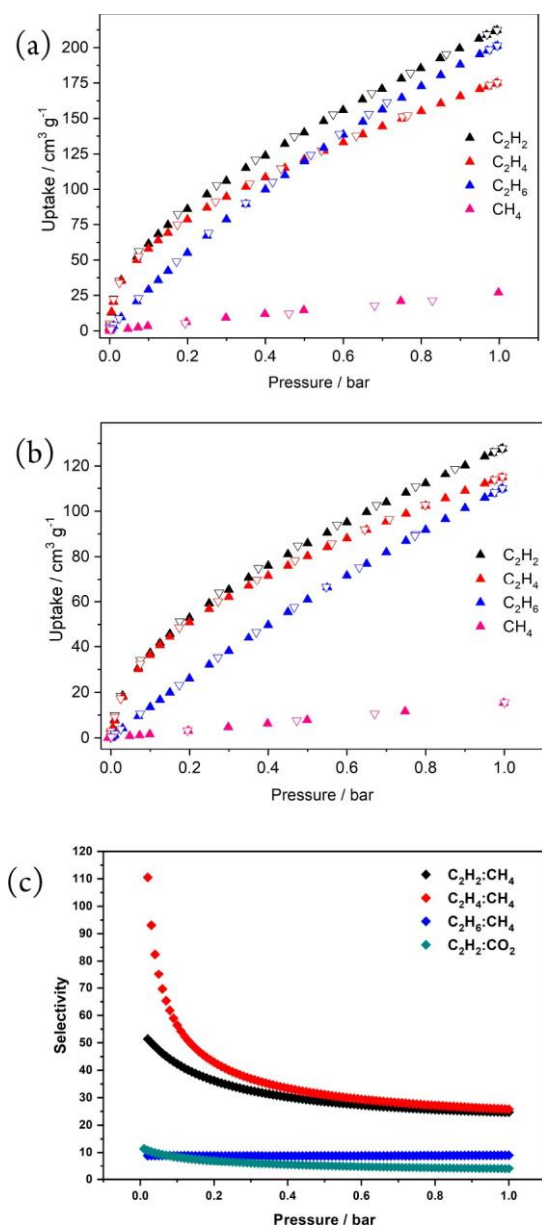 (a)
200
175
150
125
100
75
50
25
0
Uptake / cm³ g⁻¹
C₂H₂
C₂H₄
C₂H₆
CH₄
0.0 0.2 0.4 0.6 0.8 1.0
Pressure / bar
(b)
120
100
80
60
40
20
0
Uptake / cm³ g⁻¹
C₂H₂
C₂H₄
C₂H₆
CH₄
0.0 0.2 0.4 0.6 0.8 1.0
Pressure / bar
(c)
120
110
100
90
80
70
60
50
40
30
20
10
0
Selectivity
C₂H₂:CH₄
C₂H₄:CH₄
C₂H₆:CH₄
C₂H₂:CO₂
0.0 0.2 0.4 0.6 0.8 1.0
Pressure / bar